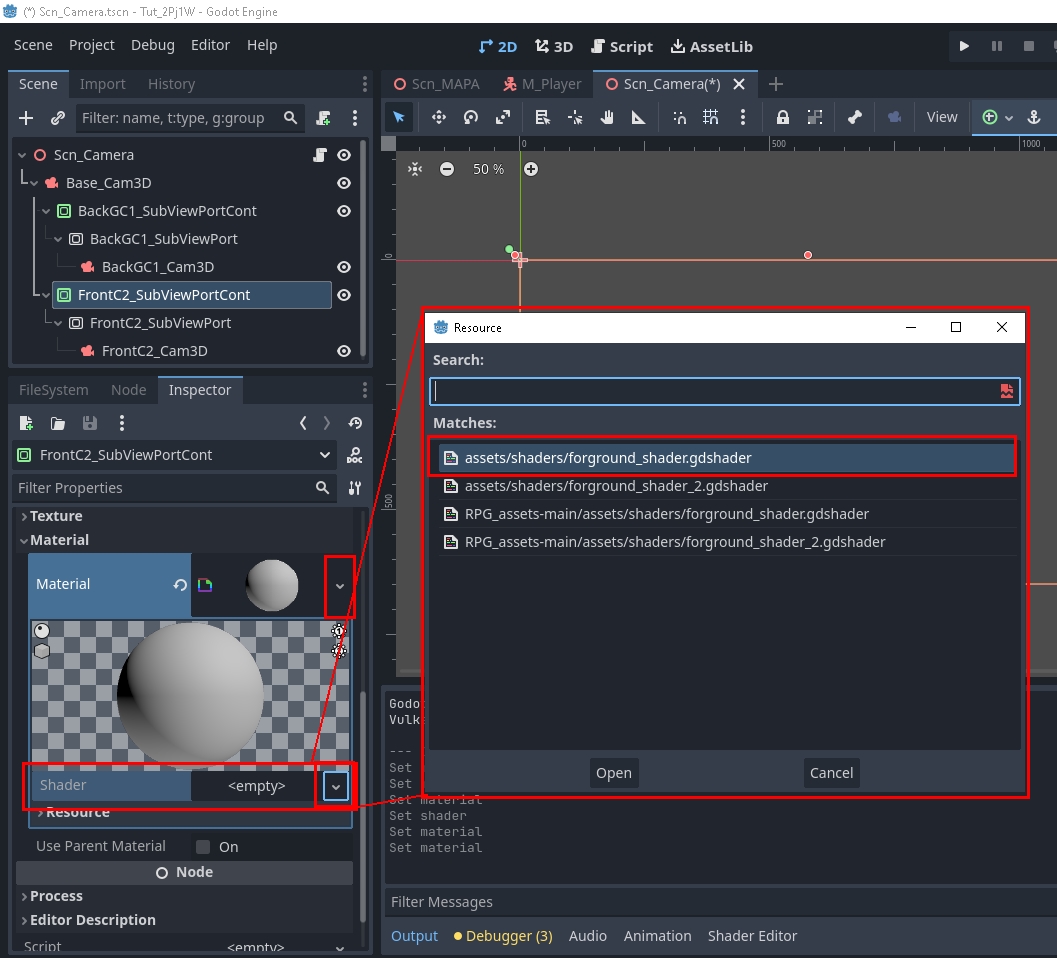 (*) Scn_Camera.tscn - Tut_2Pj1W - Godot Engine
Scene Project Debug Editor Help
2D 3D Script AssetLib
Scene Import History
Scn_MAPA M_Player Scn_Camera(*)
Filter: name, t:type, g:group
View
0 500 1000
50 %
Scn_Camera
Base_Cam3D
BackGC1_SubViewPortCont
BackGC1_SubViewPort
BackGC1_Cam3D
FrontC2_SubViewPortCont
FrontC2_SubViewPort
FrontC2_Cam3D
0
500
FileSystem Node Inspector
FrontC2_SubViewPortCont
Filter Properties
Texture
Material
Material
Shader <empty>
Resource
Use Parent Material On
Node
Process
Editor Description
Script <empty>
Resource
Search:
Matches:
assets/shaders/forground_shader.gdshader
assets/shaders/forground_shader_2.gdshader
RPG_assets-main/assets/shaders/forground_shader.gdshader
RPG_assets-main/assets/shaders/forground_shader_2.gdshader
Open Cancel
---
Set
Set
Set material
Set shader
Set material
Set material
Filter Messages
Output Debugger (3) Audio Animation Shader Editor